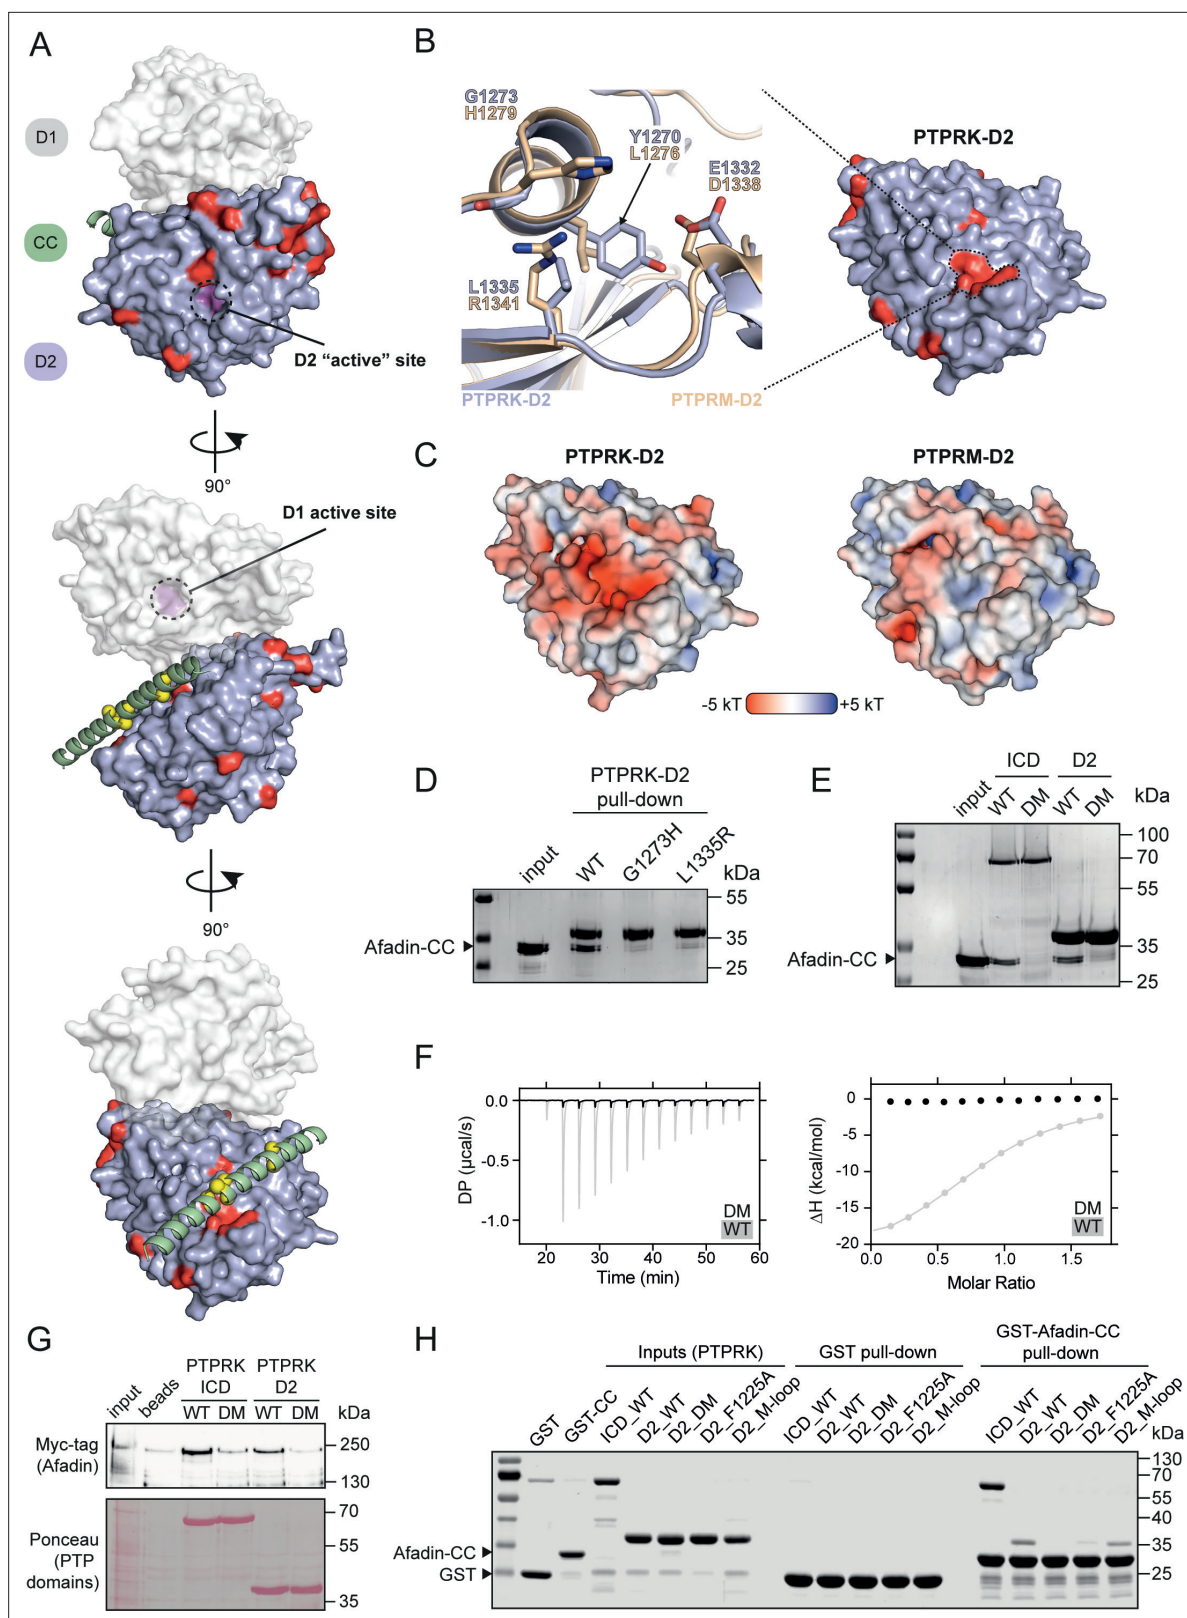 A
D1
CC
D2
D2 “active” site
90°
D1 active site
90°
B
G1273
H1279
Y1270
L1276
E1332
D1338
L1335
R1341
PTPRK-D2
PTPRM-D2
PTPRK-D2
C
PTPRK-D2
PTPRM-D2
-5 kT
+5 kT
D
PTPRK-D2
pull-down
input
WT
G1273H
L1335R
kDa
55
35
25
Afadin-CC
E
ICD
D2
input
WT
DM
WT
DM
kDa
100
70
55
35
25
Afadin-CC
F
0.0
-0.5
-1.0
DP (µcal/s)
20
30
40
50
60
Time (min)
DM
WT
0
-5
-10
-15
-20
ΔH (kcal/mol)
0.0
0.5
1.0
1.5
Molar Ratio
DM
WT
G
PTPRK
ICD
PTPRK
D2
input
beads
WT
DM
WT
DM
kDa
Myc-tag
(Afadin)
250
130
Ponceau
(PTP
domains)
70
55
35
H
Inputs (PTPRK)
GST pull-down
GST-Afadin-CC
pull-down
GST
GST-CC
ICD_WT
D2_WT
D2_DM
D2_F1225A
D2_M-loop
ICD_WT
D2_WT
D2_DM
D2_F1225A
D2_M-loop
ICD_WT
D2_WT
D2_DM
D2_F1225A
D2_M-loop
kDa
130
70
55
40
35
25
Afadin-CC
GST